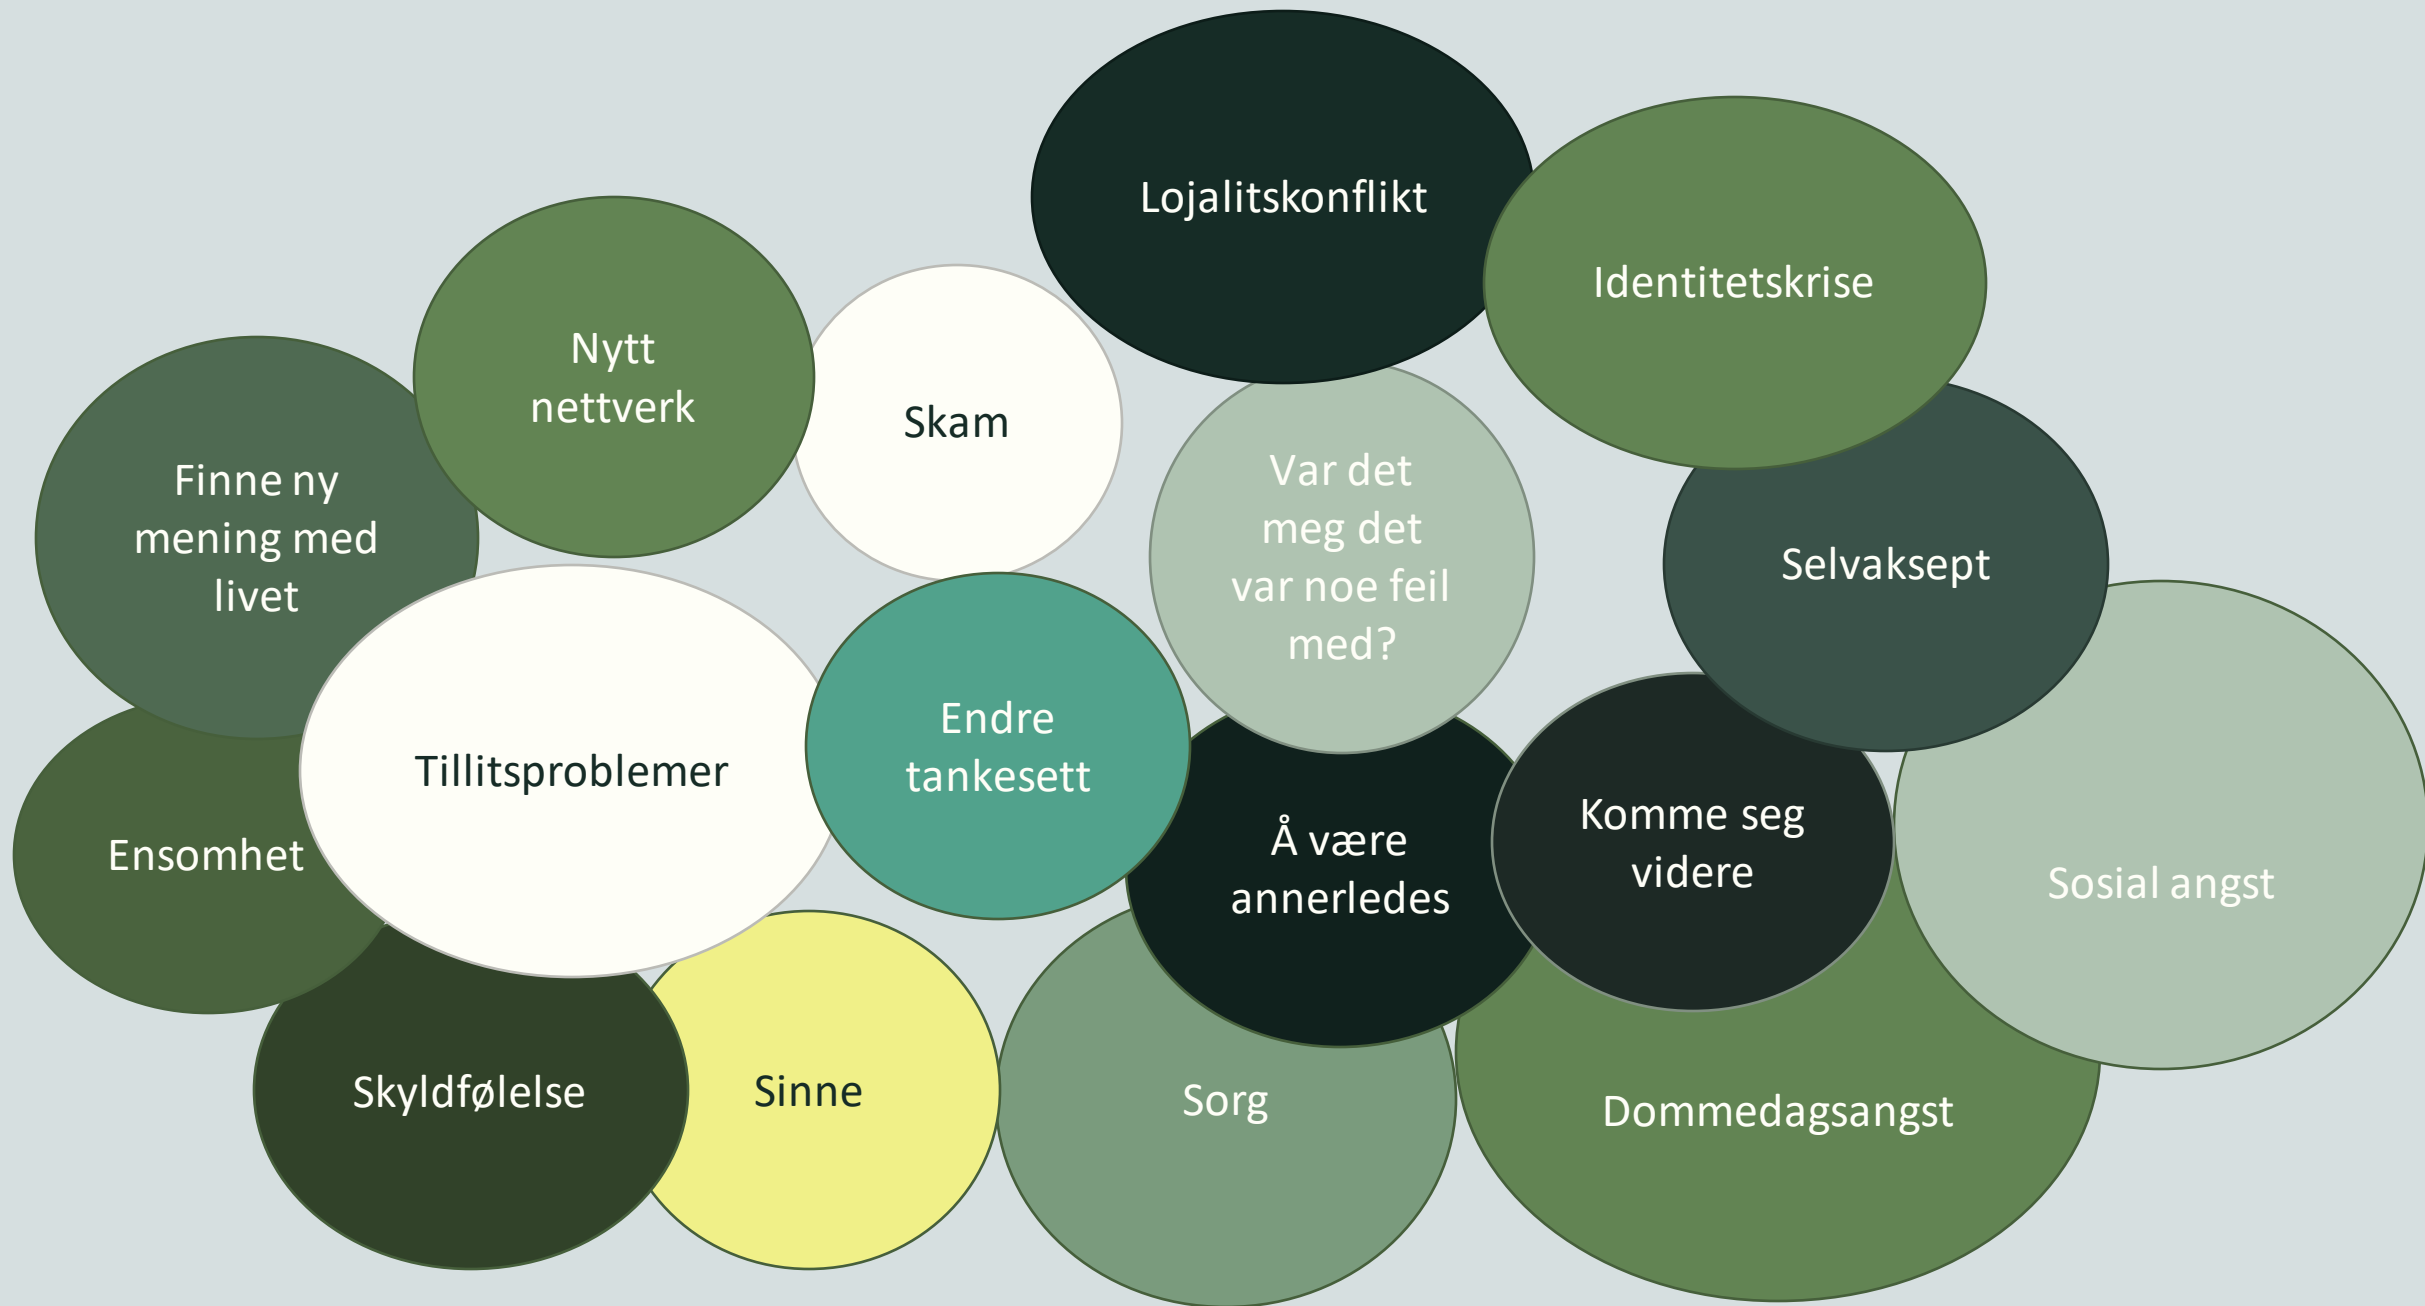 Lojalitskonflikt
Identitetskrise
Nytt
nettverk
Skam
Finne ny
mening med
livet
Var det
meg det
var noe feil
med?
Selvaksept
Tillitsproblemer
Endre
tankesett
Ensomhet
Å være
annerledes
Komme seg
videre
Sosial angst
Skyldfølelse
Sinne
Sorg
Dommedagsangst